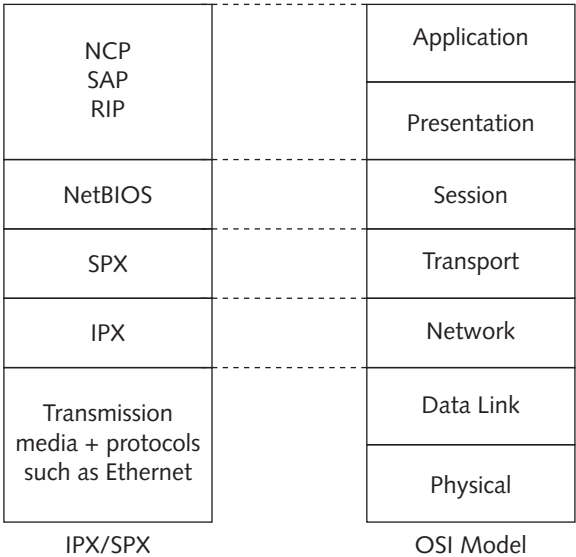 NCP
SAP
RIP
NetBIOS
SPX
IPX
Transmission
media + protocols
such as Ethernet
IPX/SPX
Application
Presentation
Session
Transport
Network
Data Link
Physical
OSI Model